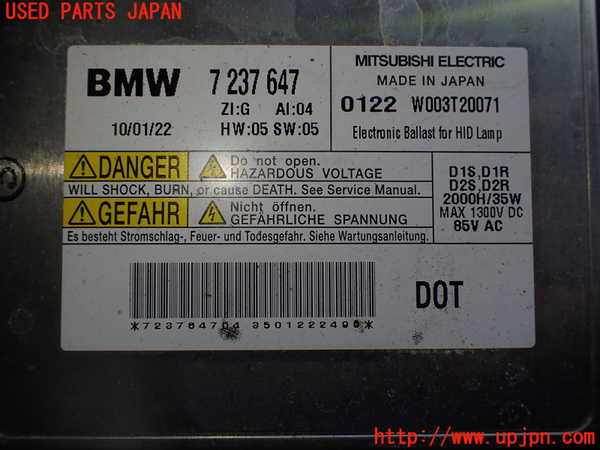 USED PARTS JAPAN
BMW 7 237 647
ZI:G AI:04
10/01/22 HW:05 SW:05
MITSUBISHI ELECTRIC
MADE IN JAPAN
0122 W003T20071
Electronic Ballast for HID Lamp
DANGER Do not open.
HAZARDOUS VOLTAGE
WILL SHOCK, BURN, or cause DEATH. See Service Manual.
GEFAHR Nicht öffnen.
GEFÄHRLICHE SPANNUNG
Es besteht Stromschlag-, Feuer- und Todesgefahr. Siehe Wartungsanleitung.
D1S,D1R
D2S,D2R
2000H/35W
MAX 1300V DC
85V AC
*723764704 3501222490*
DOT
http://www.upjpn.com/